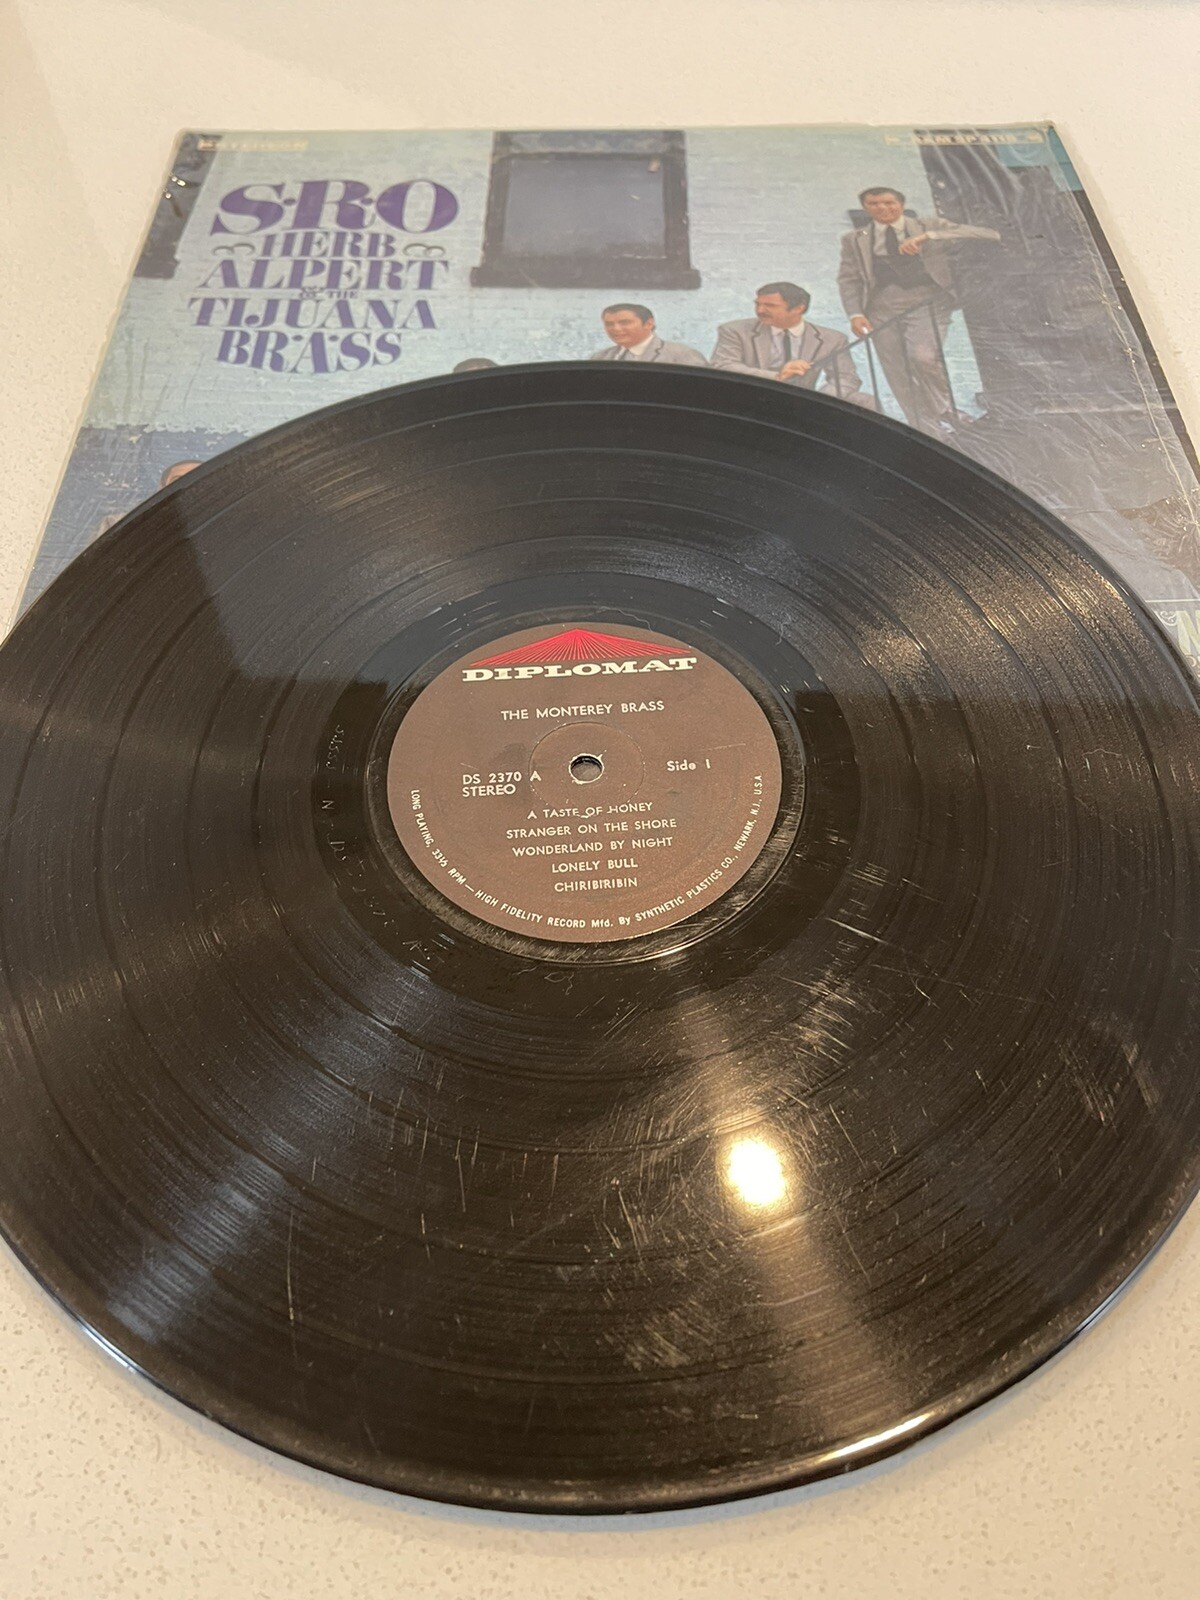 S·R·O
HERB
ALPERT
& THE
TIJUANA
BRASS
DIPLOMAT
THE MONTEREY BRASS
DS 2370 A
STEREO
Side 1
A TASTE OF HONEY
STRANGER ON THE SHORE
WONDERLAND BY NIGHT
LONELY BULL
CHIRIBIRIBIN
LONG PLAYING, 33⅓ RPM — HIGH FIDELITY RECORD Mfd. By SYNTHETIC PLASTICS CO., NEWARK, N.J. U.S.A